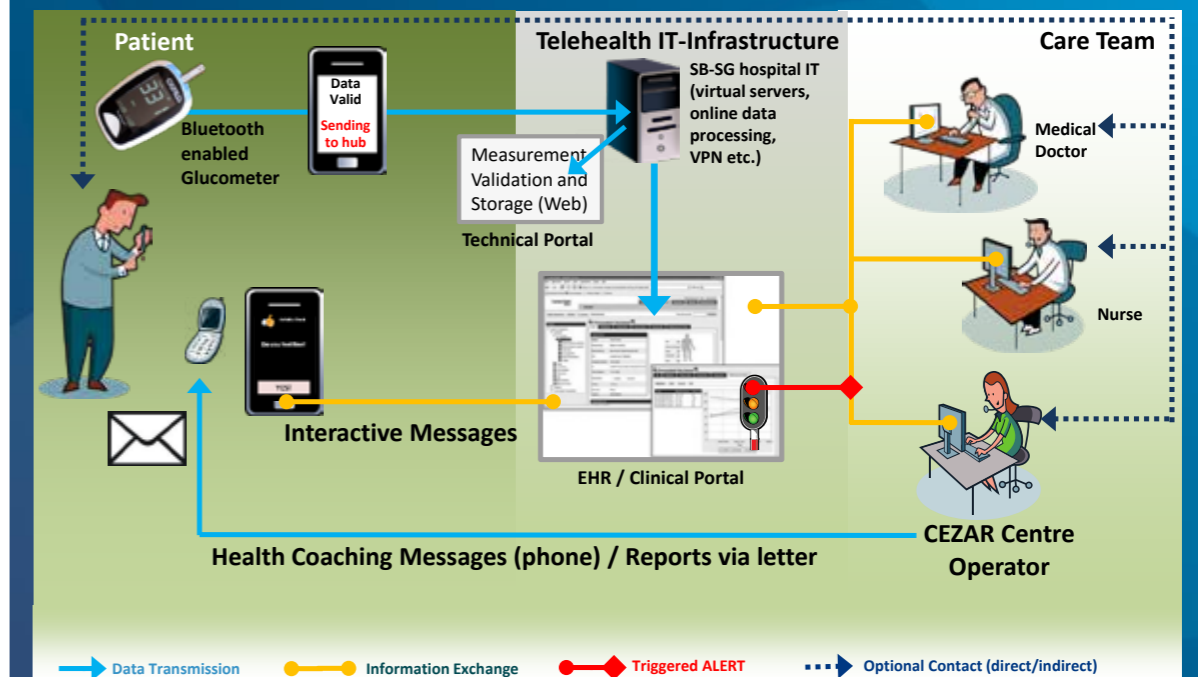 Patient
Telehealth IT-Infrastructure
Care Team
Data
Valid
Sending
to hub
Bluetooth
enabled
Glucometer
SB-SG hospital IT
(virtual servers,
online data
processing,
VPN etc.)
Measurement
Validation and
Storage (Web)
Technical Portal
Medical
Doctor
Nurse
YES!
Interactive Messages
EHR / Clinical Portal
CEZAR Centre
Operator
Health Coaching Messages (phone) / Reports via letter
Data Transmission
Information Exchange
Triggered ALERT
Optional Contact (direct/indirect)